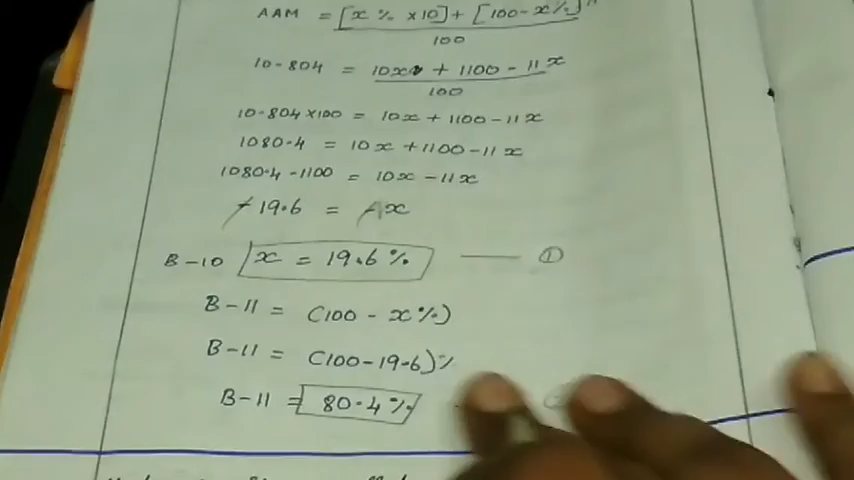 AAM = [x % × 10] + [100 - x%] 11
100
10.804 = 10x + 1100 - 11x
100
10.804×100 = 10x + 1100 - 11x
1080.4 = 10x + 1100 - 11x
1080.4 - 1100 = 10x - 11x
-19.6 = -1x
B-10 x = 19.6 % ①
B-11 = (100 - x%)
B-11 = (100-19.6)%
B-11 = 80.4%